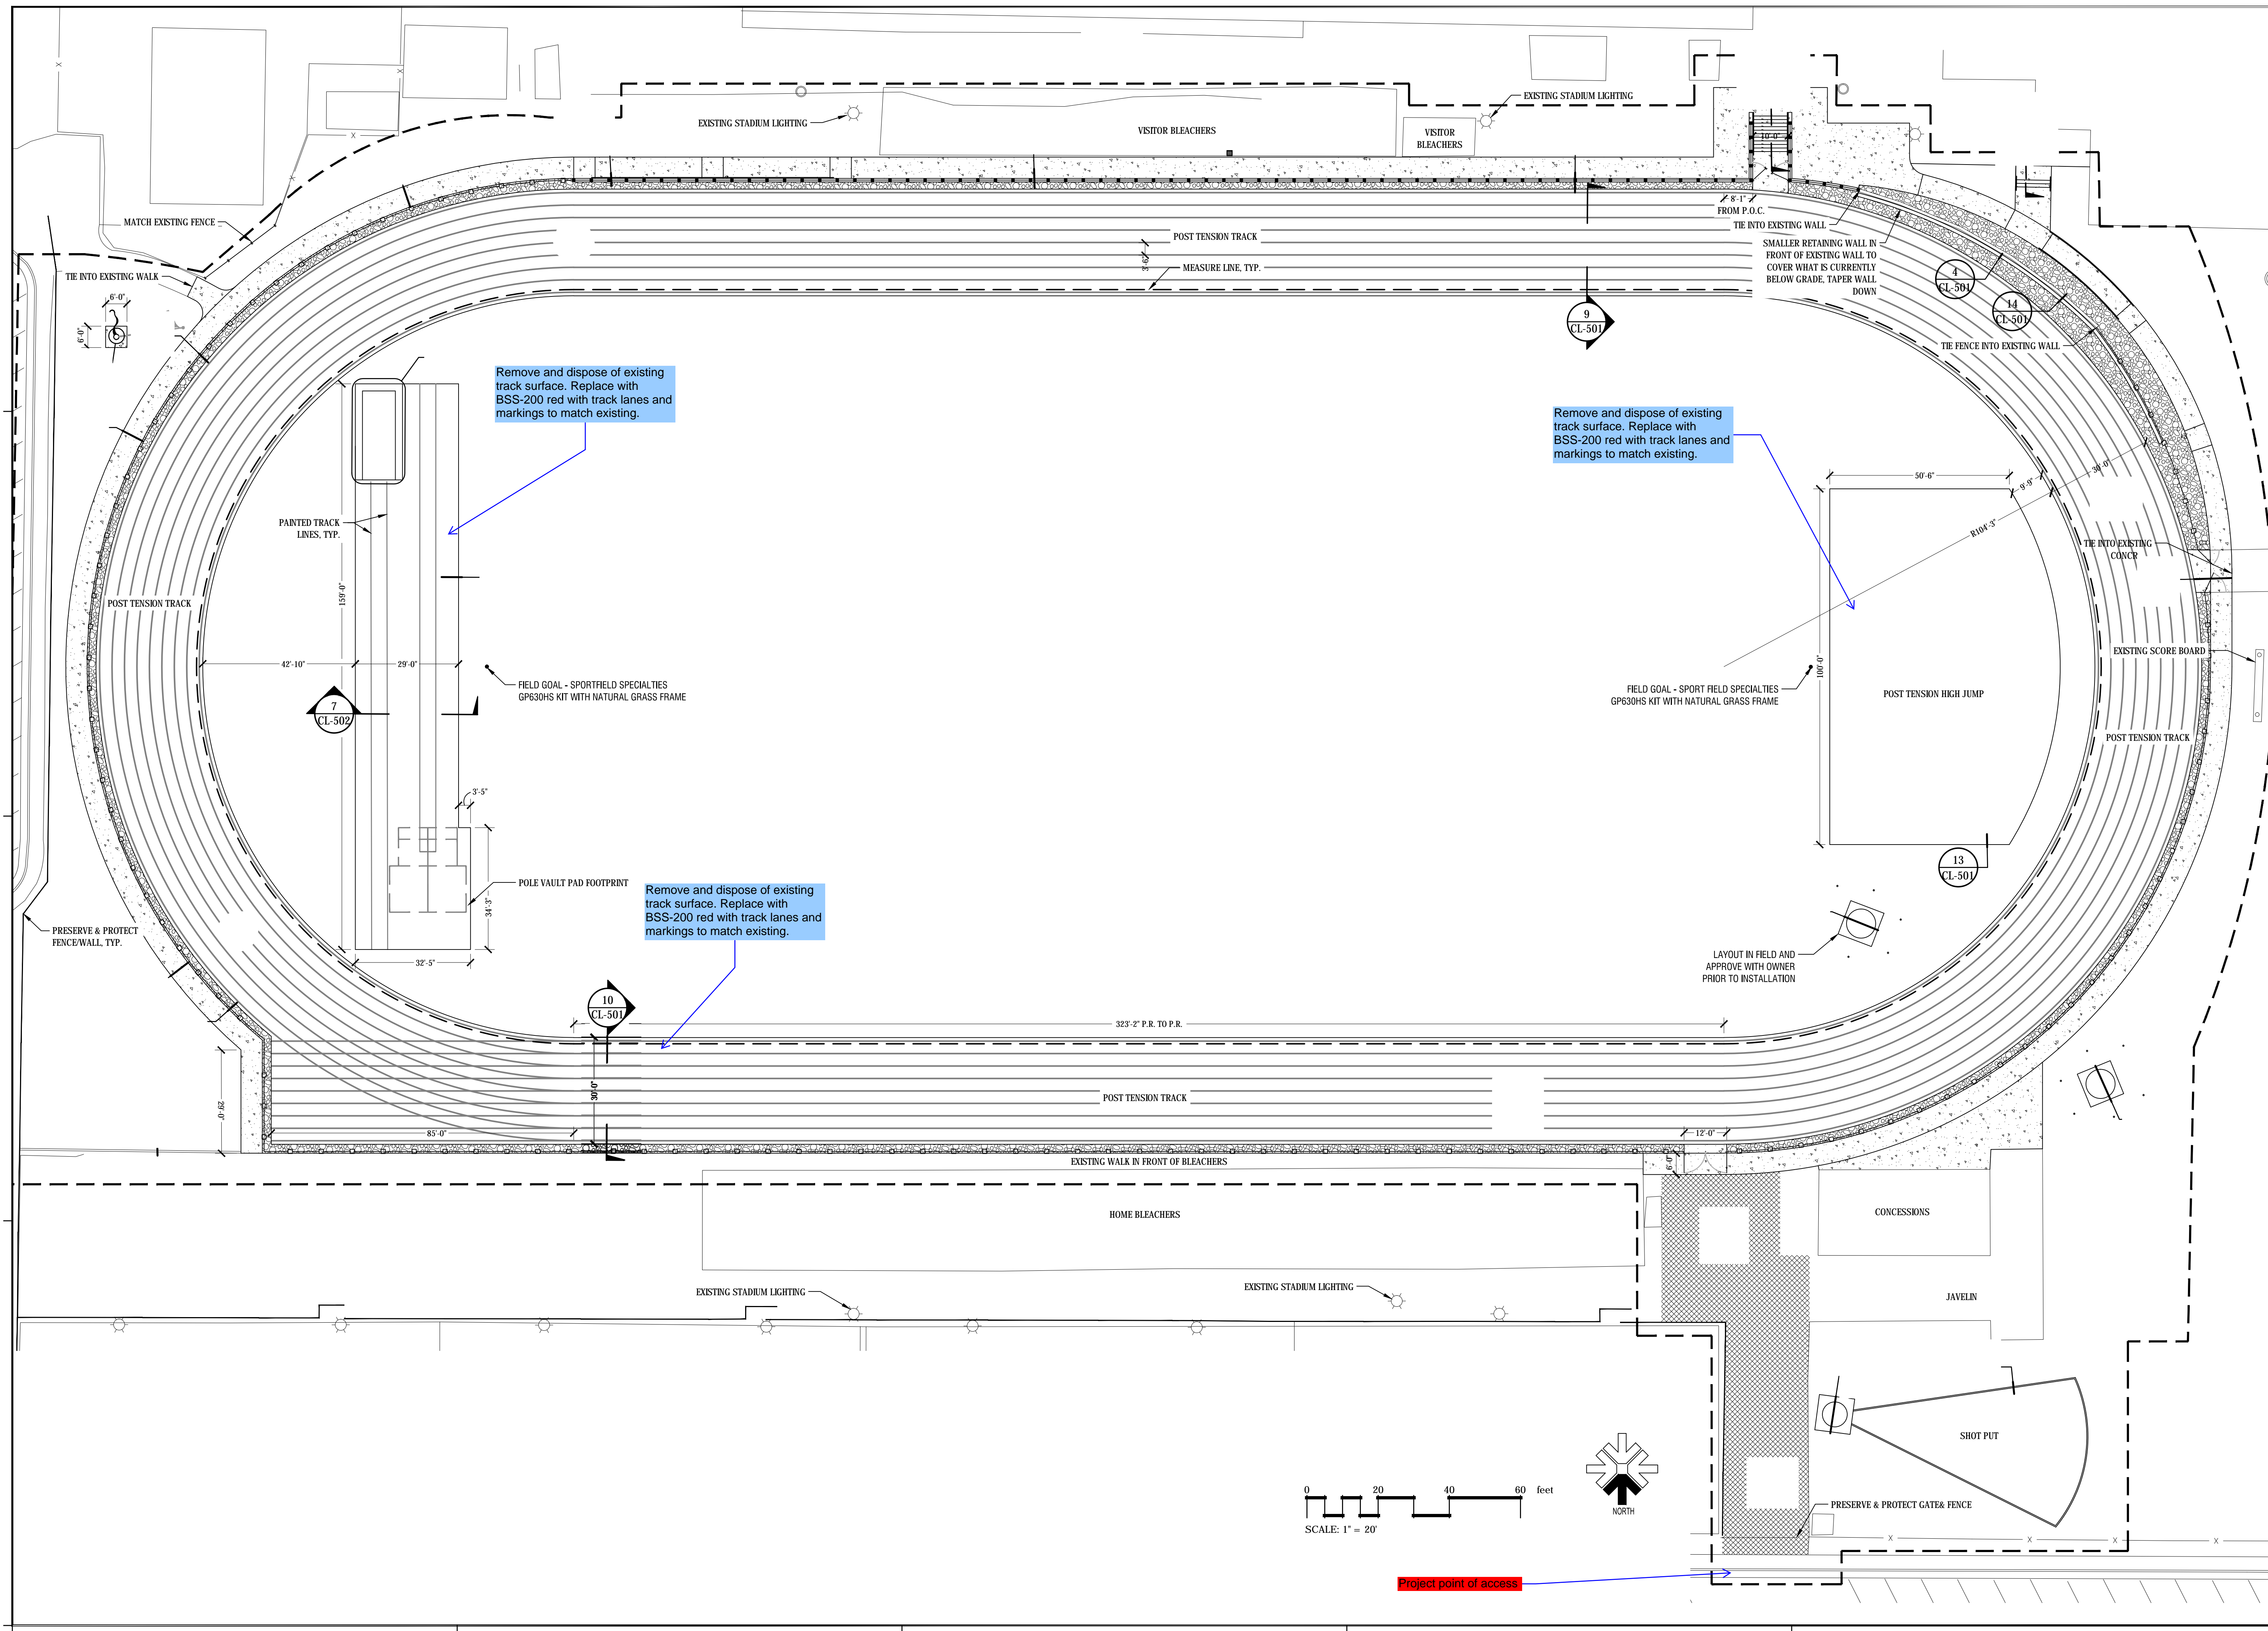 EXISTING STADIUM LIGHTING
EXISTING STADIUM LIGHTING
VISITOR BLEACHERS
VISITOR
BLEACHERS
10'-0"
MATCH EXISTING FENCE
8'-1"
FROM P.O.C.
TIE INTO EXISTING WALL
POST TENSION TRACK
3'-6"
MEASURE LINE, TYP.
SMALLER RETAINING WALL IN
FRONT OF EXISTING WALL TO
COVER WHAT IS CURRENTLY
BELOW GRADE, TAPER WALL
DOWN
TIE INTO EXISTING WALK
6'-0"
6'-0"
4
CL-501
14
CL-501
9
CL-501
TIE FENCE INTO EXISTING WALL
Remove and dispose of existing
track surface. Replace with
BSS-200 red with track lanes and
markings to match existing.
Remove and dispose of existing
track surface. Replace with
BSS-200 red with track lanes and
markings to match existing.
50'-6"
9'-9"
30'-0"
R104'-3"
PAINTED TRACK
LINES, TYP.
TIE INTO EXISTING
CONCR
159'-0"
POST TENSION TRACK
100'-0"
EXISTING SCORE BOARD
42'-10"
29'-0"
FIELD GOAL - SPORTFIELD SPECIALTIES
GP630HS KIT WITH NATURAL GRASS FRAME
FIELD GOAL - SPORT FIELD SPECIALTIES
GP630HS KIT WITH NATURAL GRASS FRAME
POST TENSION HIGH JUMP
7
CL-502
POST TENSION TRACK
3'-5"
13
CL-501
POLE VAULT PAD FOOTPRINT
34'-3"
Remove and dispose of existing
track surface. Replace with
BSS-200 red with track lanes and
markings to match existing.
PRESERVE & PROTECT
FENCE/WALL, TYP.
32'-5"
LAYOUT IN FIELD AND
APPROVE WITH OWNER
PRIOR TO INSTALLATION
10
CL-501
323'-2" P.R. TO P.R.
30'-0"
POST TENSION TRACK
29'-0"
85'-0"
12'-0"
6'-0"
EXISTING WALK IN FRONT OF BLEACHERS
HOME BLEACHERS
CONCESSIONS
EXISTING STADIUM LIGHTING
EXISTING STADIUM LIGHTING
JAVELIN
SHOT PUT
0 20 40 60 feet
SCALE: 1" = 20'
NORTH
PRESERVE & PROTECT GATE& FENCE
Project point of access